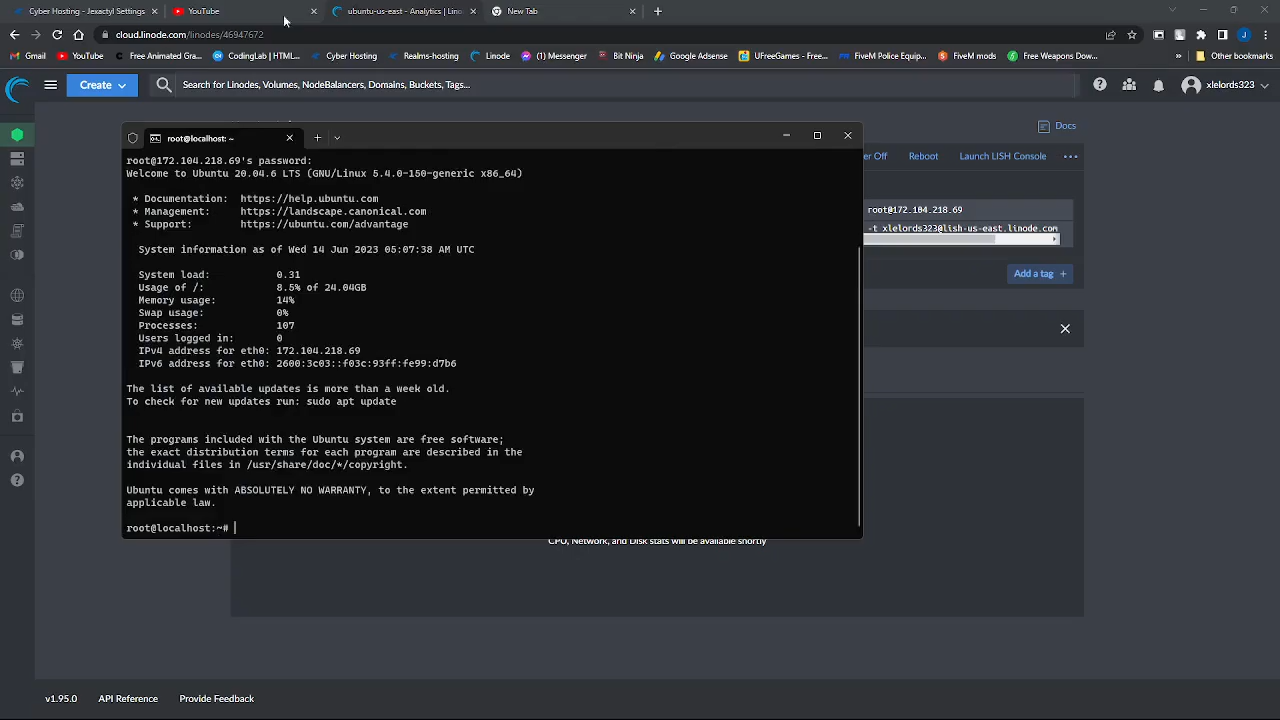 Cyber Hosting - Jexactyl Settings
YouTube
ubuntu-us-east - Analytics | Lino
New Tab
cloud.linode.com/linodes/46947672
Gmail
YouTube
Free Animated Grap...
CodingLab | HTML...
Cyber Hosting
Realms-hosting
Linode
(1) Messenger
Bit Ninja
Google Adsense
FreeGames - Free...
FiveM Police Equip...
FiveM mods
Free Weapons Dow...
»
Other bookmarks
Create
Search for Linodes, Volumes, NodeBalancers, Domains, Buckets, Tags...
xlelords323
Docs
er Off
Reboot
Launch LISH Console
root@172.104.218.69
-t xlelords323@lish-us-east.linode.com
Add a tag +
root@localhost: ~
root@172.104.218.69's password:
Welcome to Ubuntu 20.04.6 LTS (GNU/Linux 5.4.0-150-generic x86_64)
* Documentation: https://help.ubuntu.com
* Management: https://landscape.canonical.com
* Support: https://ubuntu.com/advantage
System information as of Wed 14 Jun 2023 05:07:38 AM UTC
System load: 0.31
Usage of /: 8.5% of 24.04GB
Memory usage: 14%
Swap usage: 0%
Processes: 107
Users logged in: 0
IPv4 address for eth0: 172.104.218.69
IPv6 address for eth0: 2600:3c03::f03c:93ff:fe99:d7b6
The list of available updates is more than a week old.
To check for new updates run: sudo apt update
The programs included with the Ubuntu system are free software;
the exact distribution terms for each program are described in the
individual files in /usr/share/doc/*/copyright.
Ubuntu comes with ABSOLUTELY NO WARRANTY, to the extent permitted by
applicable law.
root@localhost:~#
CPU, Network, and Disk stats will be available shortly
v1.95.0
API Reference
Provide Feedback